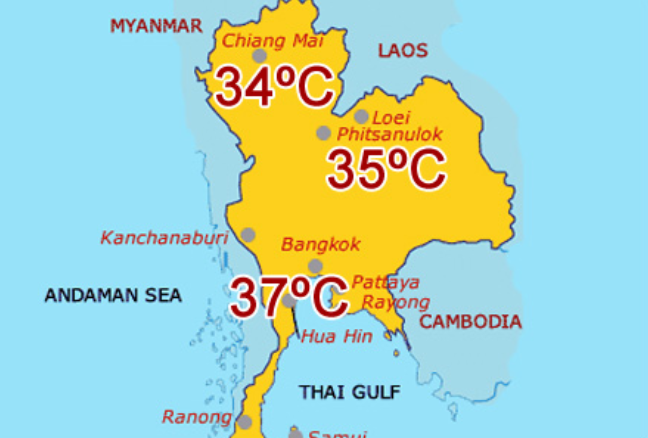 MYANMAR
Chiang Mai
LAOS
34ºC
Loei
Phitsanulok
35ºC
Kanchanaburi
Bangkok
ANDAMAN SEA
37ºC
Pattaya
Rayong
CAMBODIA
Hua Hin
THAI GULF
Ranong
Samui